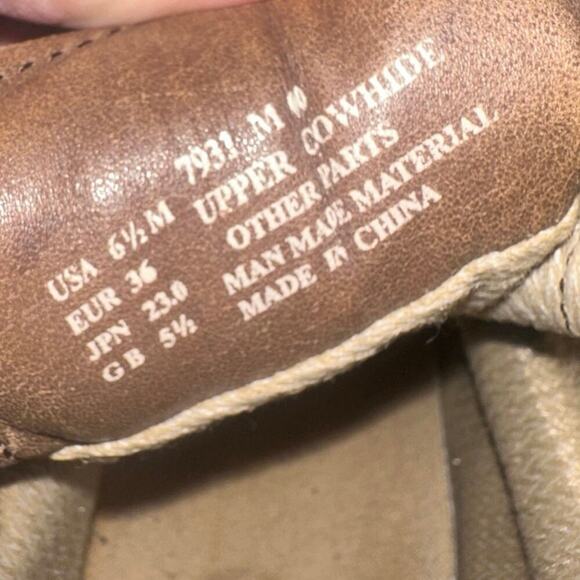 USA 6½ M 7931 M
EUR 36 UPPER COWHIDE
JPN 23.0 OTHER PARTS
GB 5½ MAN MADE MATERIAL
MADE IN CHINA